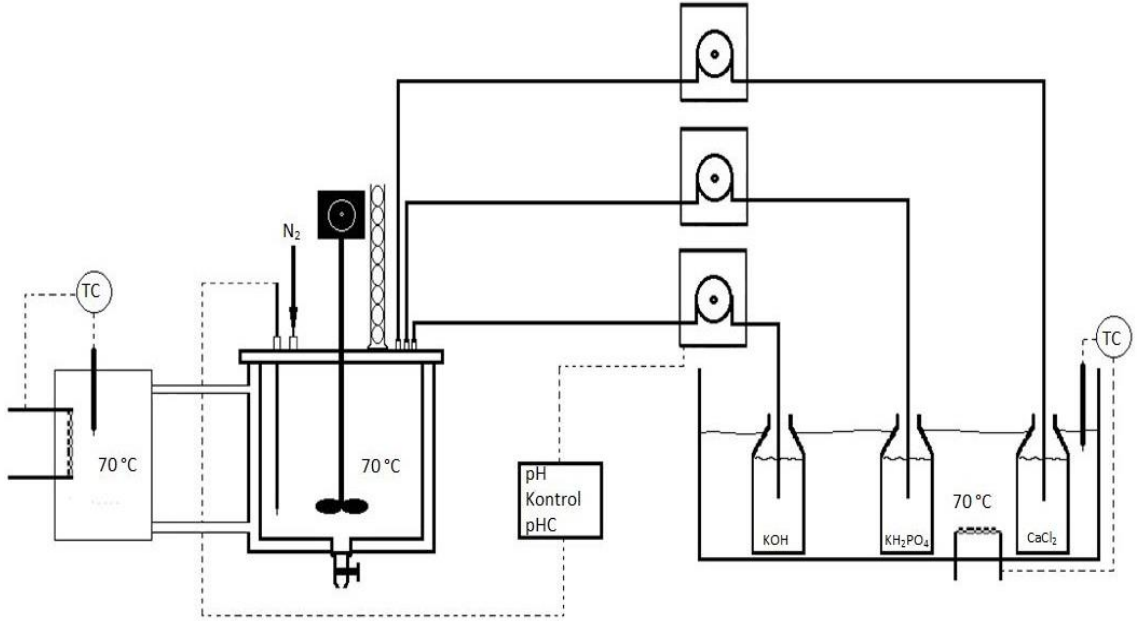 N₂
TC
TC
70 °C
70 °C
pH
Kontrol
pHC
70 °C
KOH
KH₂PO₄
CaCl₂